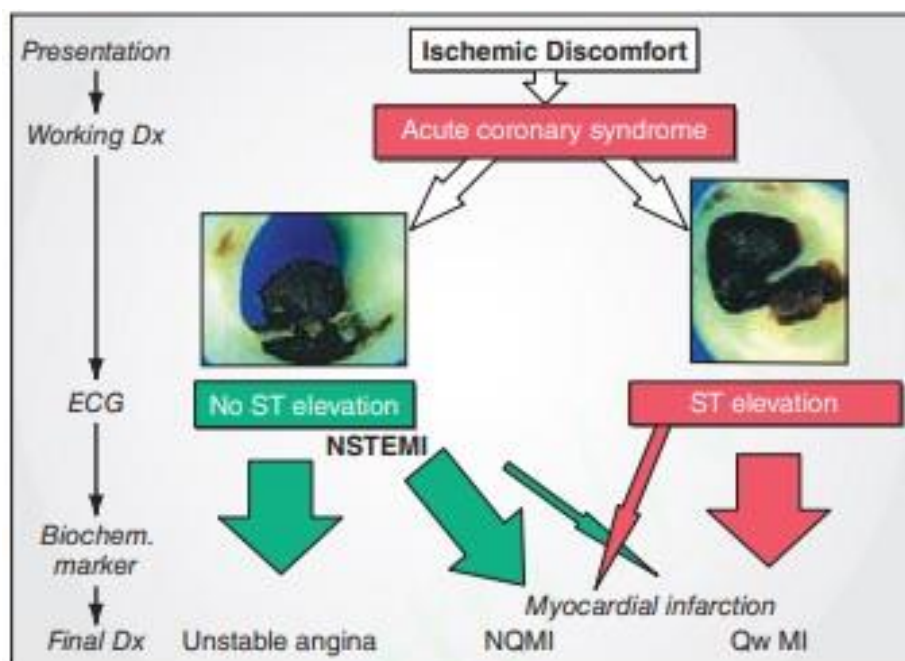 Presentation
Ischemic Discomfort
Working Dx
Acute coronary syndrome
ECG
No ST elevation
ST elevation
NSTEMI
Biochem.
marker
Myocardial infarction
Final Dx
Unstable angina
NQMI
Qw MI